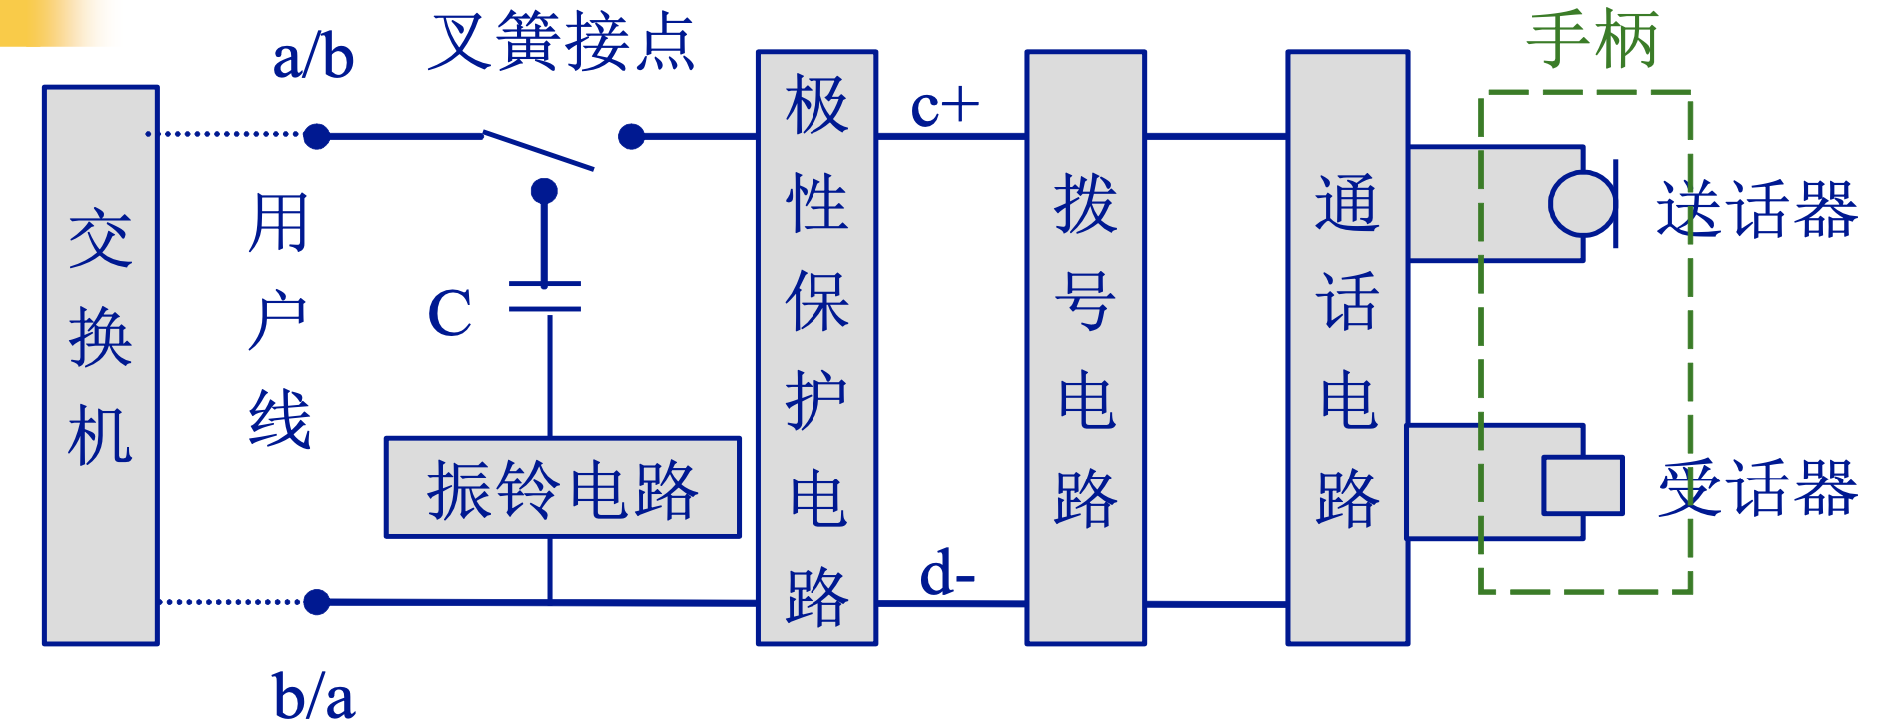 a/b
叉簧接点
手柄
交换机
用户线
C
振铃电路
极性保护电路
c+
d-
拨号电路
通话电路
送话器
受话器
b/a